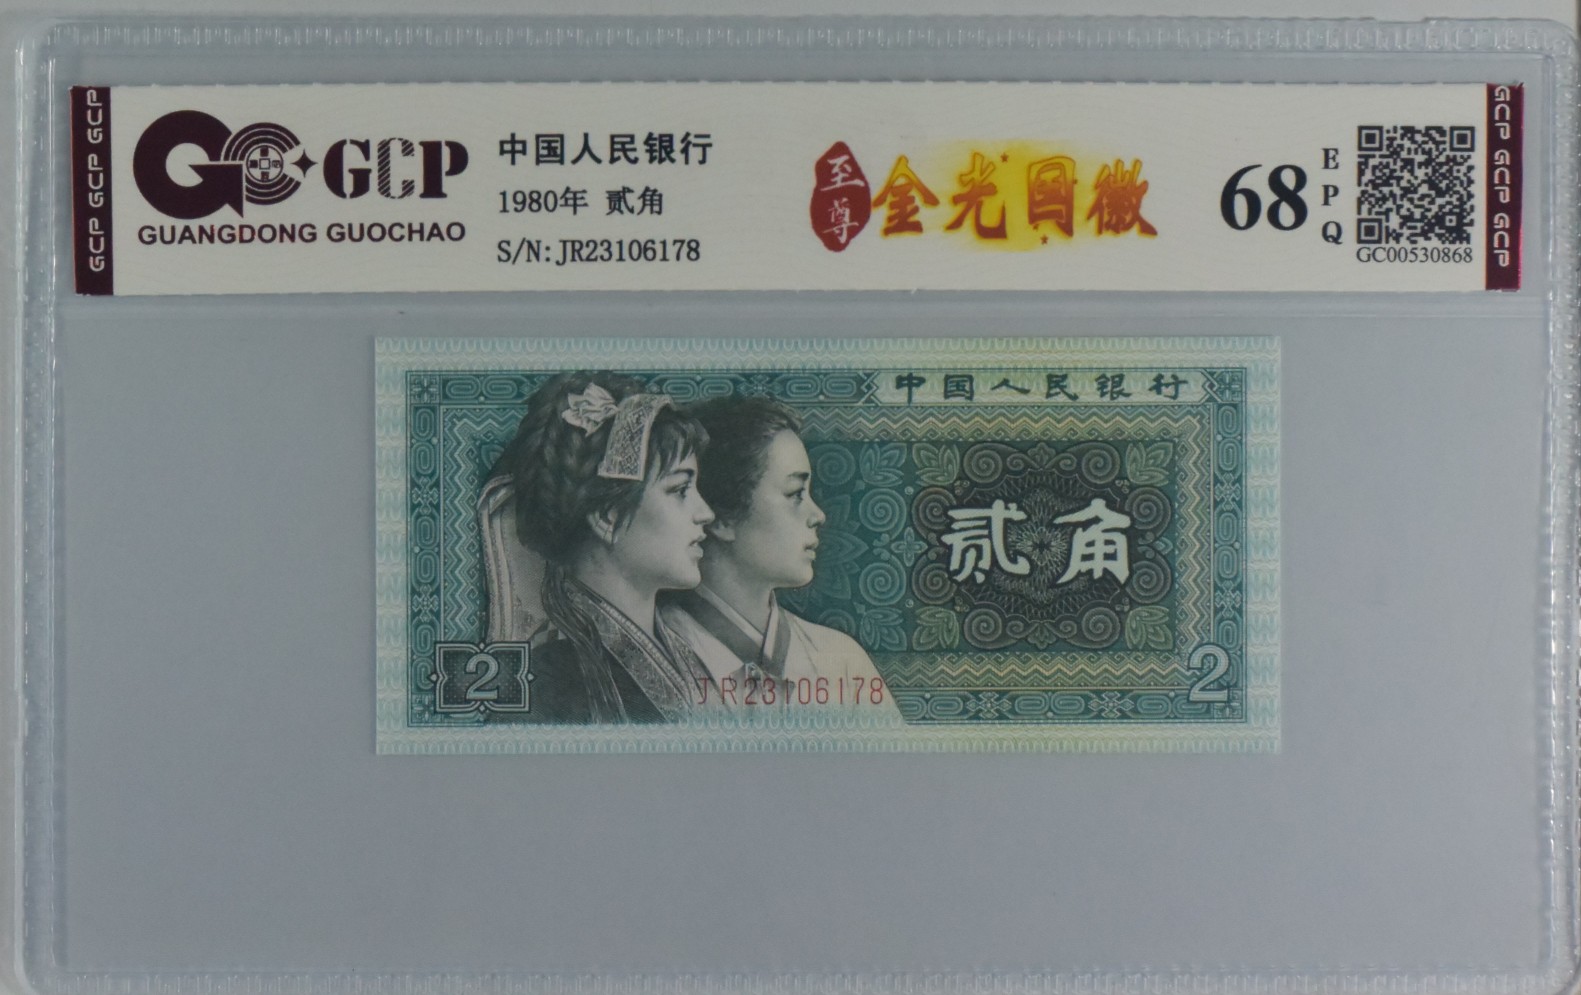 GCP GCP GCP
GCP
GUANGDONG GUOCHAO
中国人民银行
1980年 贰角
S/N:JR23106178
至尊
金光国徽
68
EPQ
GC00530868
GCP GCP GCP
中国人民银行
贰角
2
JR23106178
2